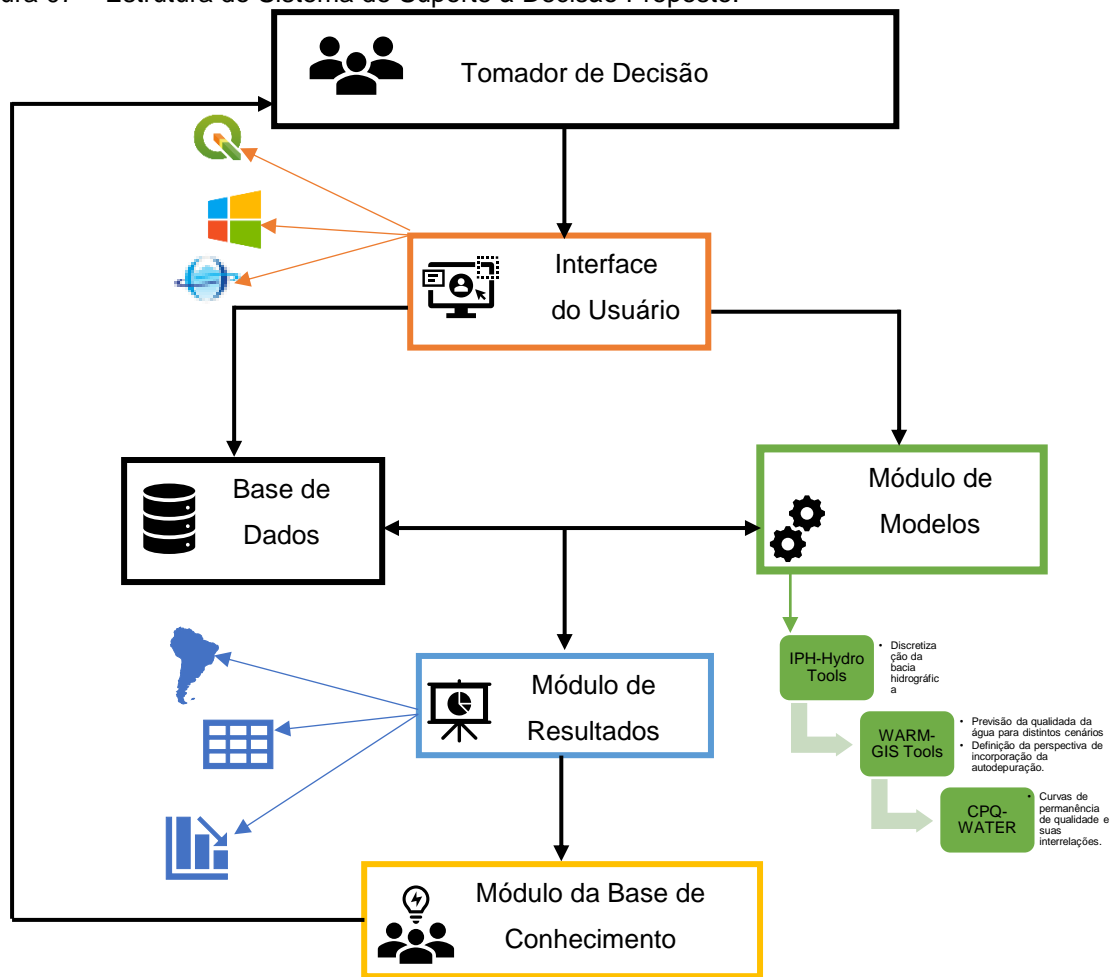 Estrutura do Sistema de Suporte a Decisão Proposto.
Tomador de Decisão
Interface
do Usuário
Base de
Dados
Módulo de
Modelos
IPH-Hydro
Tools
• Discretiza
ção da
bacia
hidrográfic
a
Módulo de
Resultados
WARM-
GIS Tools
• Previsão da qualidada da
água para distintos cenários
• Definição da perspectiva de
incorporação da
autodepuração.
CPQ-
WATER
• Curvas de
permanência
de qualidade e
suas
interrelações.
Módulo da Base de
Conhecimento